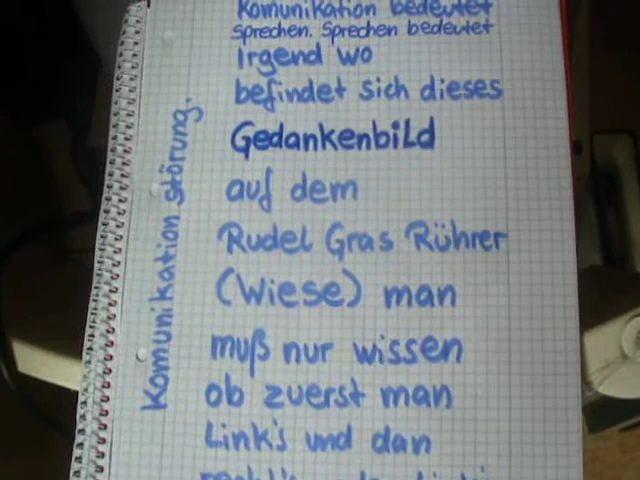 Komunikation bedeutet
Sprechen. Sprechen bedeutet
Irgend wo
befindet sich dieses
Gedankenbild
auf dem
Rudel Gras Rührer
(Wiese) man
muß nur wissen
ob zuerst man
Link's und dan
Komunikation störung.